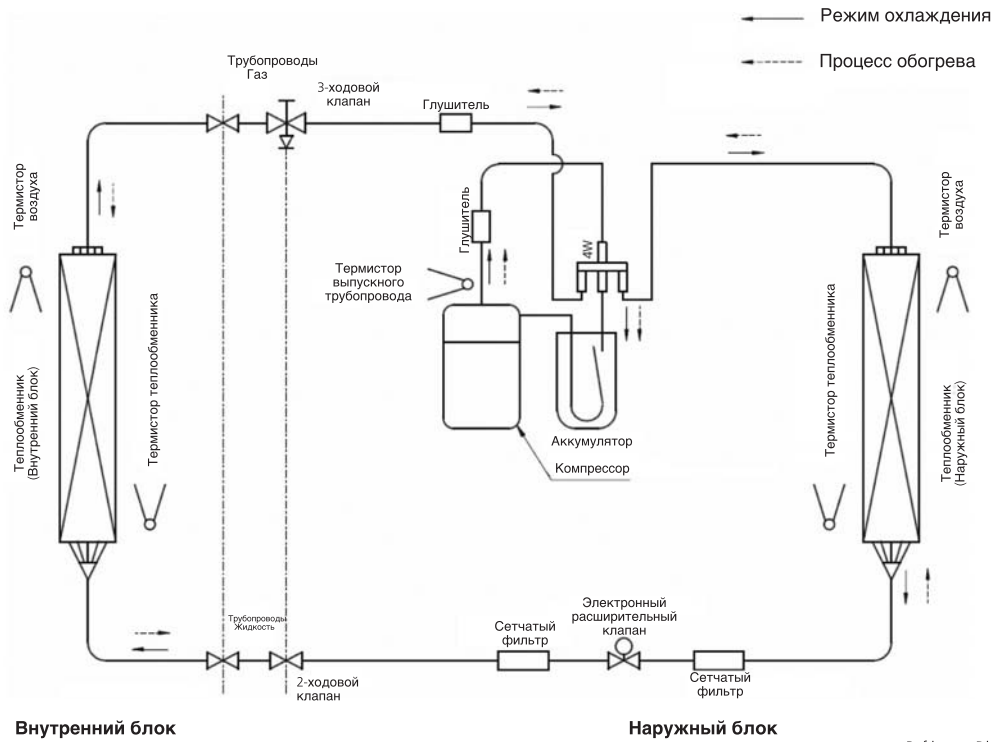 Режим охлаждения
Процесс обогрева
Трубопроводы
Газ
3-ходовой
клапан
Глушитель
Термистор
воздуха
Глушитель
4W
Термистор
выпускного
трубопровода
Термистор
воздуха
Теплообменник
(Внутренний блок)
Термистор теплообменника
Аккумулятор
Компрессор
Термистор теплообменника
Теплообменник
(Наружный блок)
Трубопроводы
Жидкость
2-ходовой
клапан
Сетчатый
фильтр
Электронный
расширительный
клапан
Сетчатый
фильтр
Внутренний блок
Наружный блок